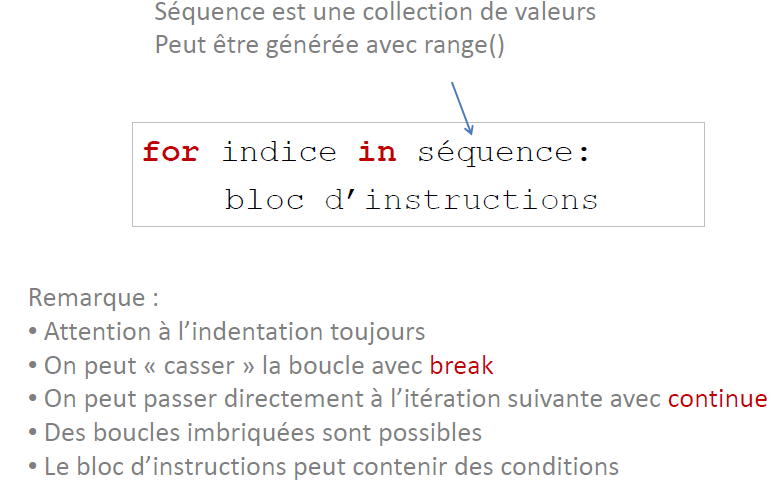 Séquence est une collection de valeurs
Peut être générée avec range()
for indice in séquence:
bloc d’instructions
Remarque :
• Attention à l’indentation toujours
• On peut « casser » la boucle avec break
• On peut passer directement à l’itération suivante avec continue
• Des boucles imbriquées sont possibles
• Le bloc d’instructions peut contenir des conditions